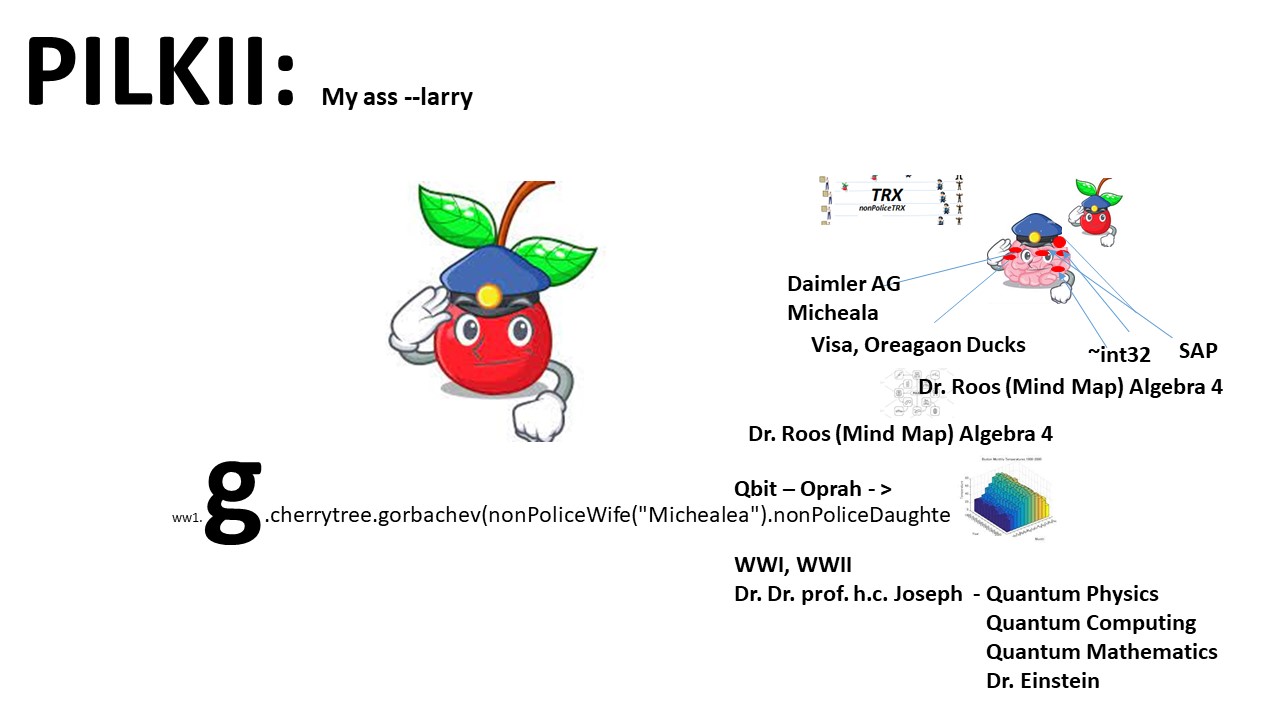 PILKII: My ass --larry
TRX
nonPoliceTRX
Daimler AG
Micheala
Visa, Oreagaon Ducks
~int32
SAP
Dr. Roos (Mind Map) Algebra 4
Dr. Roos (Mind Map) Algebra 4
Qbit – Oprah - >
ww1.g.cherrytree.gorbachev(nonPoliceWife("Michealea").nonPoliceDaughte
WWI, WWII
Dr. Dr. prof. h.c. Joseph - Quantum Physics
Quantum Computing
Quantum Mathematics
Dr. Einstein